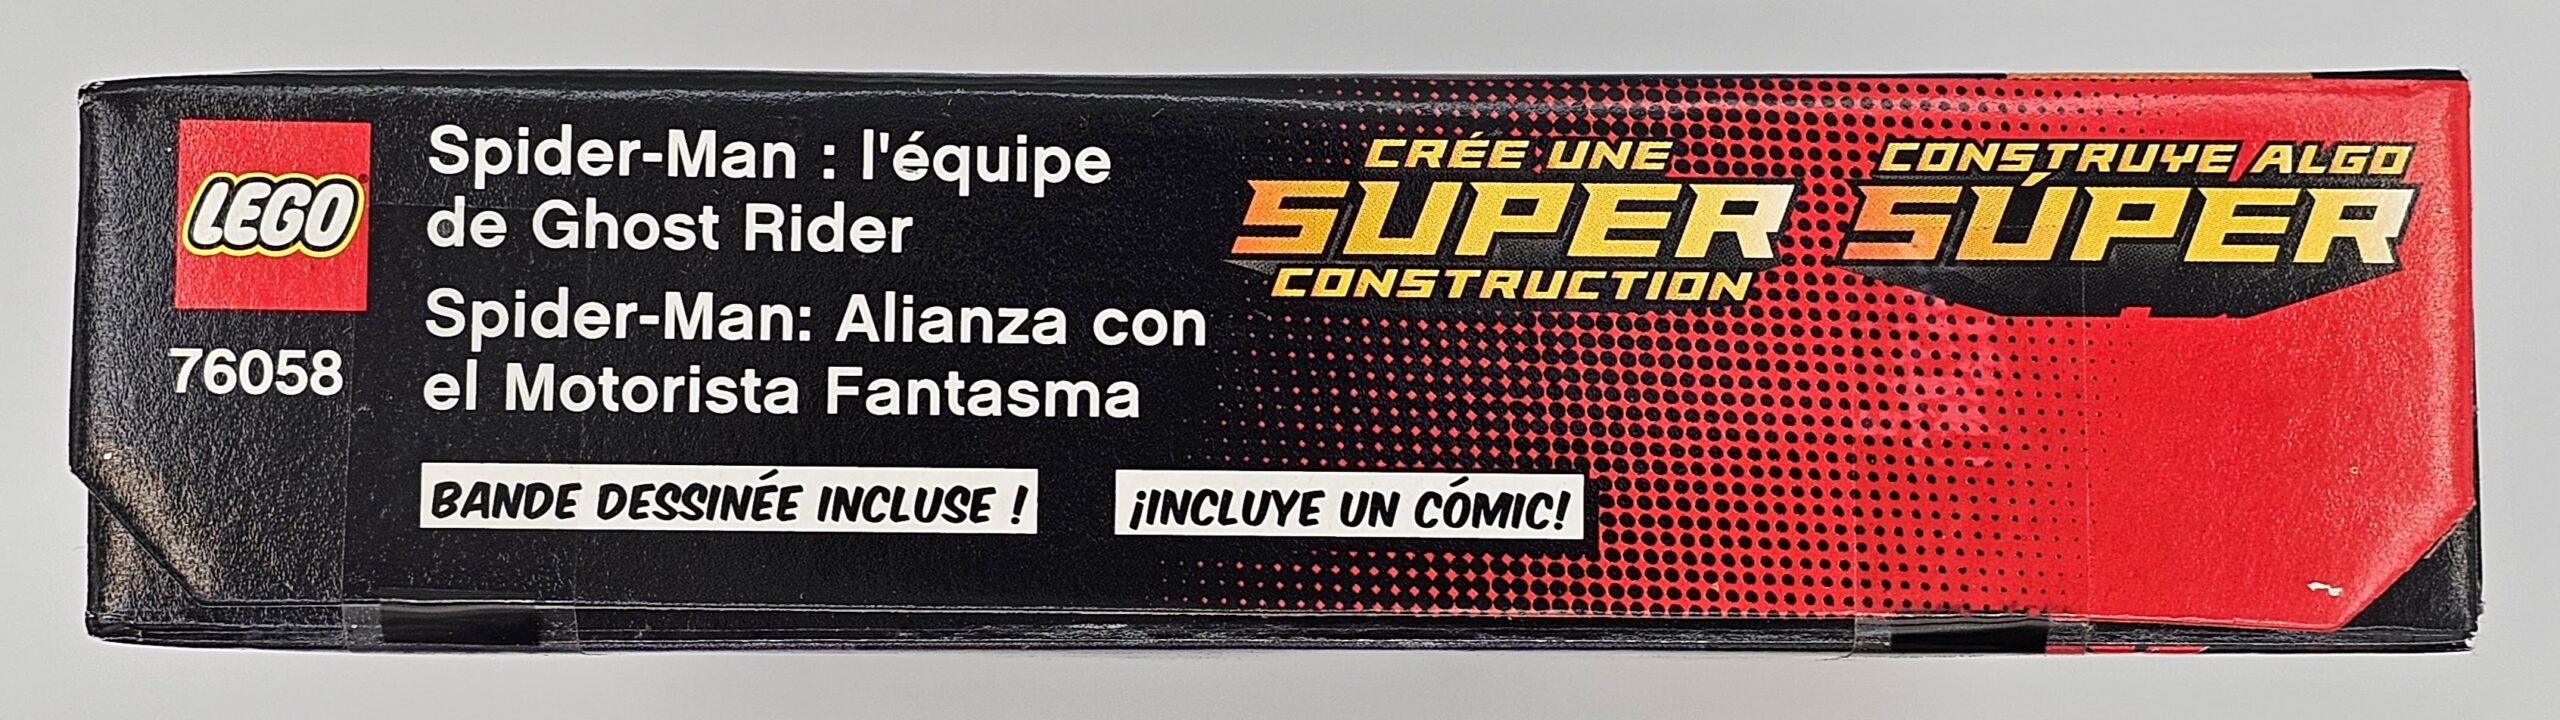 LEGO
76058
Spider-Man : l'équipe
de Ghost Rider
Spider-Man: Alianza con
el Motorista Fantasma
BANDE DESSINÉE INCLUSE !
¡INCLUYE UN CÓMIC!
CRÉE UNE
SUPER
CONSTRUCTION
CONSTRUYE ALGO
SÚPER